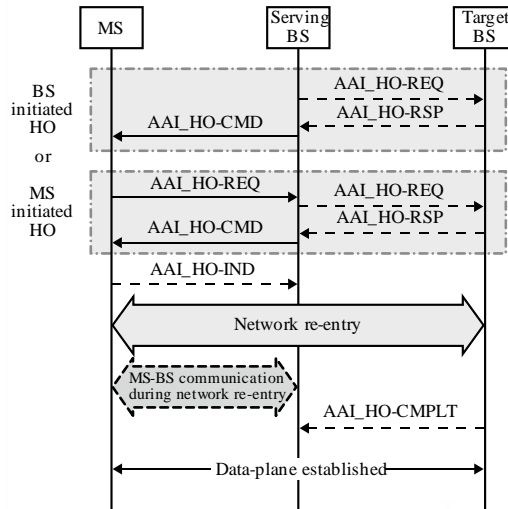 MS
Serving
BS
Target
BS
BS
initiated
HO
AAI_HO-REQ
AAI_HO-RSP
AAI_HO-CMD
or
MS
initiated
HO
AAI_HO-REQ
AAI_HO-REQ
AAI_HO-RSP
AAI_HO-CMD
AAI_HO-IND
Network re-entry
MS-BS communication
during network re-entry
AAI_HO-CMPLT
Data-plane established